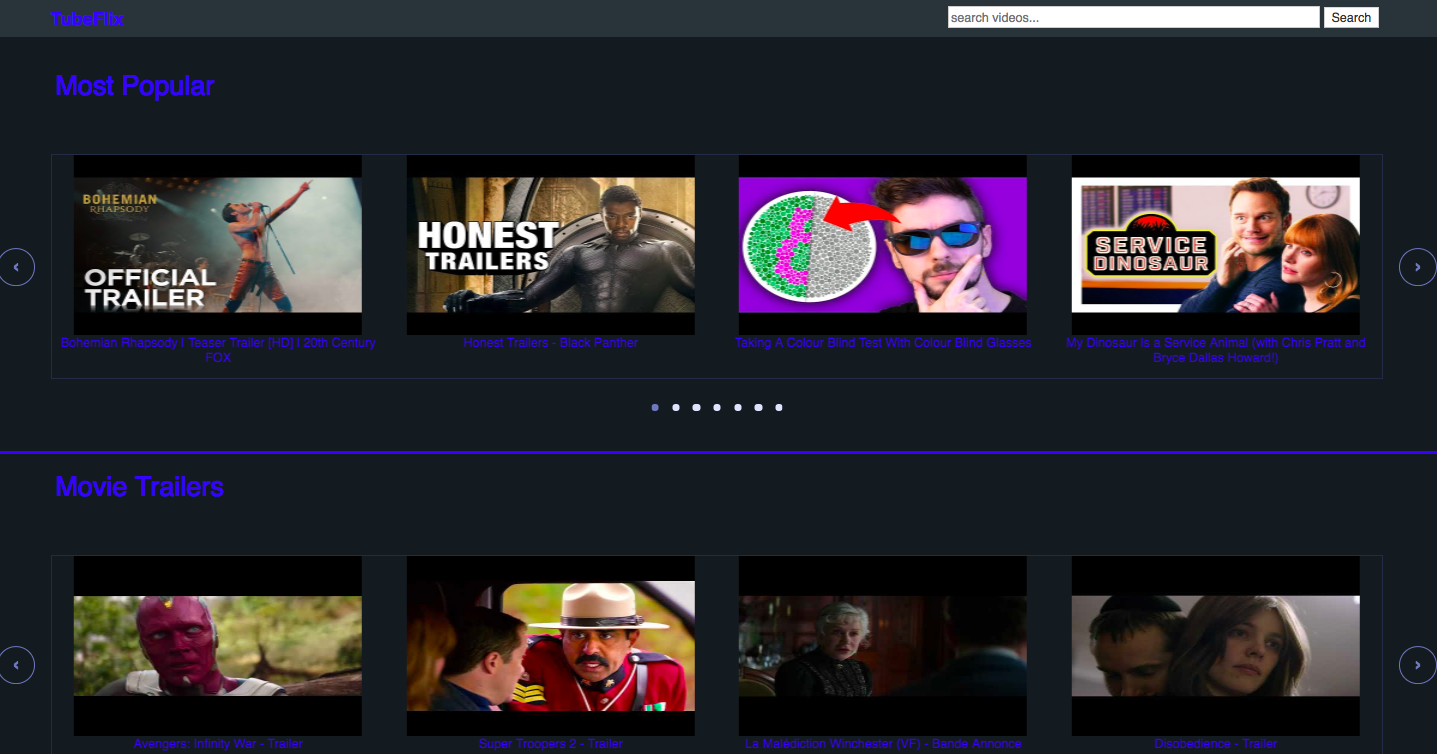 TubeFlix
search videos...
Search
Most Popular
BOHEMIAN
RHAPSODY
OFFICIAL
TRAILER
HONEST
TRAILERS
SERVICE
DINOSAUR
‹
›
Bohemian Rhapsody | Teaser Trailer [HD] | 20th Century
FOX
Honest Trailers - Black Panther
Taking A Colour Blind Test With Colour Blind Glasses
My Dinosaur Is a Service Animal (with Chris Pratt and
Bryce Dallas Howard!)
Movie Trailers
‹
›
Avengers: Infinity War - Trailer
Super Troopers 2 - Trailer
La Malédiction Winchester (VF) - Bande Annonce
Disobedience - Trailer